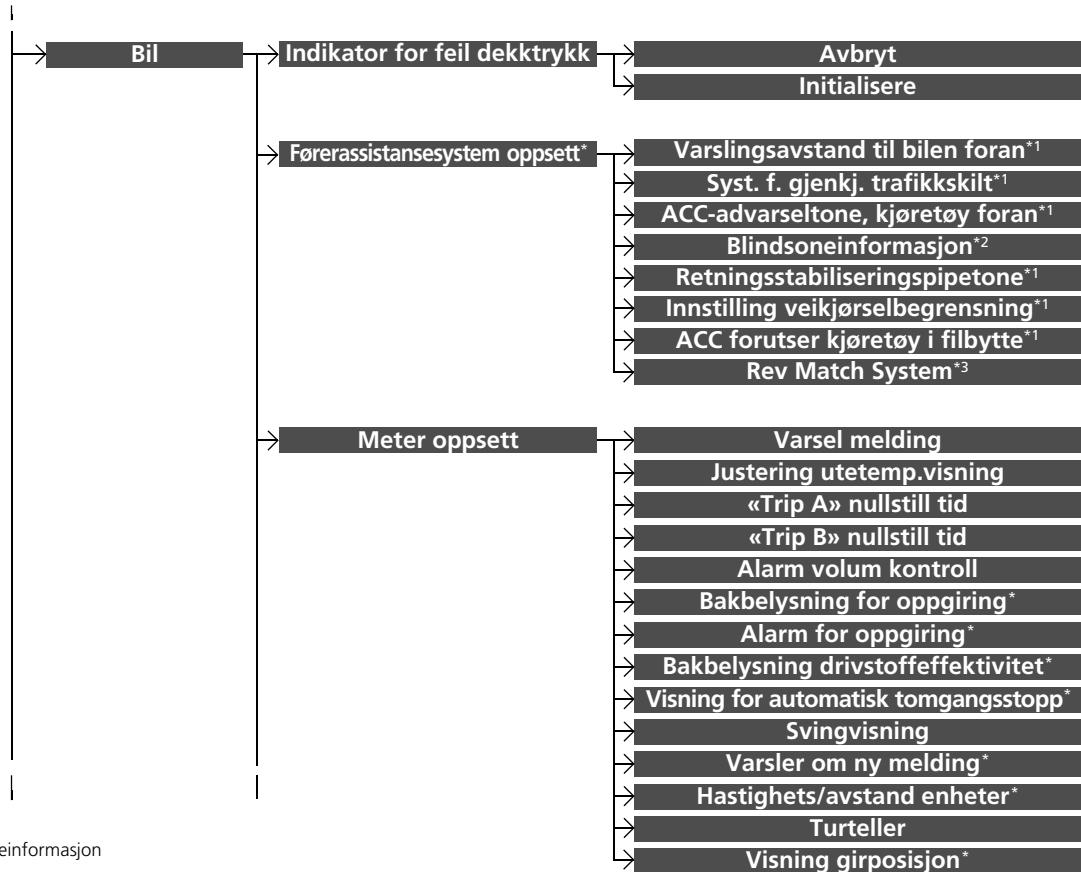 Bil
Indikator for feil dekktrykk
Avbryt
Initialisere
Førerassistansesystem oppsett*
Varslingsavstand til bilen foran*1
Syst. f. gjenkj. trafikkskilt*1
ACC-advarseltone, kjøretøy foran*1
Blindsoneinformasjon*2
Retningsstabiliseringspipetone*1
Innstilling veikjørselbegrensning*1
ACC forutser kjøretøy i filbytte*1
Rev Match System*3
Meter oppsett
Varsel melding
Justering utetemp.visning
«Trip A» nullstill tid
«Trip B» nullstill tid
Alarm volum kontroll
Bakbelysning for oppgiring*
Alarm for oppgiring*
Bakbelysning drivstoffeffektivitet*
Visning for automatisk tomgangsstopp*
Svingvisning
Varsler om ny melding*
Hastighets/avstand enheter*
Turteller
Visning girposisjon*
einformasjon